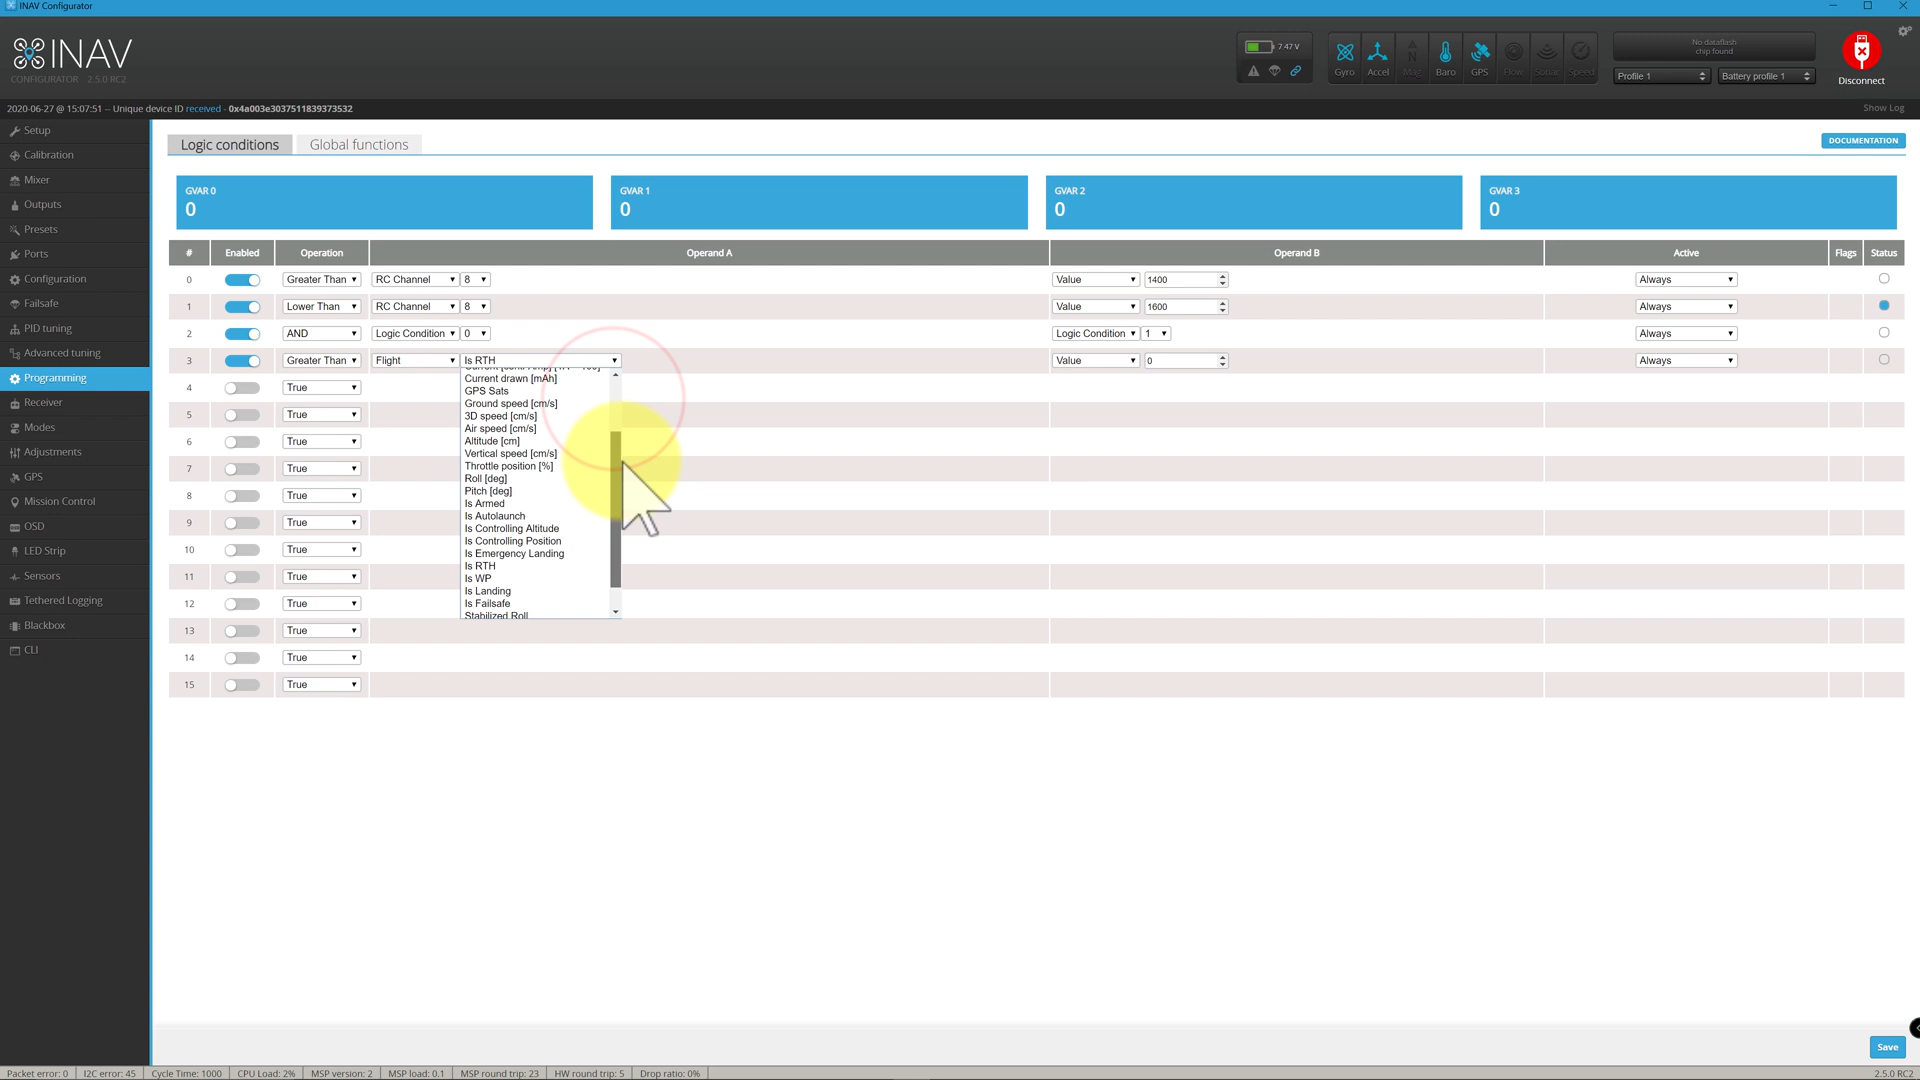 INAV Configurator
INAV
CONFIGURATOR 2.5.0 RC2
7.47 V
Gyro Accel Mag Baro GPS Flow Sonar Speed
No dataflash
chip found
Profile 1 Battery profile 1
Disconnect
2020-06-27 @ 15:07:51 -- Unique device ID received - 0x4a003e3037511839373532
Show Log
Setup
Calibration
Mixer
Outputs
Presets
Ports
Configuration
Failsafe
PID tuning
Advanced tuning
Programming
Receiver
Modes
Adjustments
GPS
Mission Control
OSD
LED Strip
Sensors
Tethered Logging
Blackbox
CLI
Logic conditions Global functions
DOCUMENTATION
GVAR 0 GVAR 1 GVAR 2 GVAR 3
0 0 0 0
# Enabled Operation Operand A Operand B Active Flags Status
0 Greater Than RC Channel 8 Value 1400 Always
1 Lower Than RC Channel 8 Value 1600 Always
2 AND Logic Condition 0 Logic Condition 1 Always
3 Greater Than Flight Is RTH Value 0 Always
4 True
5 True
6 True
7 True
8 True
9 True
10 True
11 True
12 True
13 True
14 True
15 True
Current drawn [mAh]
GPS Sats
Ground speed [cm/s]
3D speed [cm/s]
Air speed [cm/s]
Altitude [cm]
Vertical speed [cm/s]
Throttle position [%]
Roll [deg]
Pitch [deg]
Is Armed
Is Autolaunch
Is Controlling Altitude
Is Controlling Position
Is Emergency Landing
Is RTH
Is WP
Is Landing
Is Failsafe
Stabilized Roll
Save
Packet error: 0 I2C error: 45 Cycle Time: 1000 CPU Load: 2% MSP version: 2 MSP load: 0.1 MSP round trip: 23 HW round trip: 5 Drop ratio: 0% 2.5.0 RC2